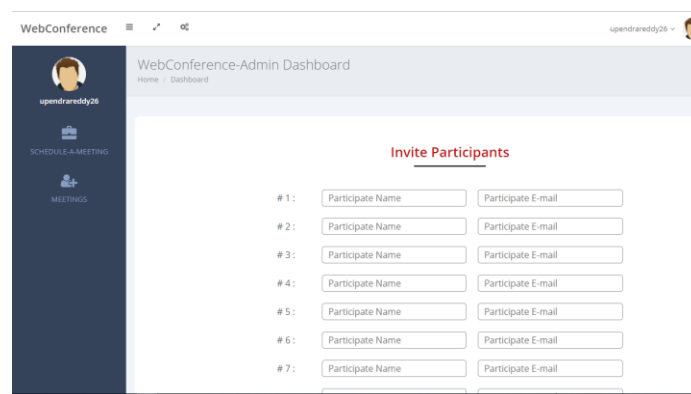 WebConference
upendrareddy26
upendrareddy26
SCHEDULE-A-MEETING
MEETINGS
WebConference-Admin Dashboard
Home / Dashboard
Invite Participants
# 1 : Participate Name Participate E-mail
# 2 : Participate Name Participate E-mail
# 3 : Participate Name Participate E-mail
# 4 : Participate Name Participate E-mail
# 5 : Participate Name Participate E-mail
# 6 : Participate Name Participate E-mail
# 7 : Participate Name Participate E-mail